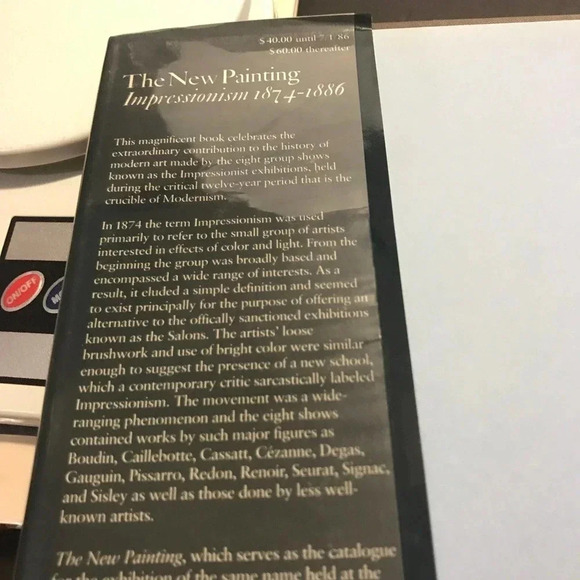 $40.00 until 7/1/86
$60.00 thereafter
The New Painting
Impressionism 1874-1886
This magnificent book celebrates the
extraordinary contribution to the history of
modern art made by the eight group shows
known as the Impressionist exhibitions, held
during the critical twelve-year period that is the
crucible of Modernism.
In 1874 the term Impressionism was used
primarily to refer to the small group of artists
interested in effects of color and light. From the
beginning the group was broadly based and
encompassed a wide range of interests. As a
result, it eluded a simple definition and seemed
to exist principally for the purpose of offering an
alternative to the offically sanctioned exhibitions
known as the Salons. The artists' loose
brushwork and use of bright color were similar
enough to suggest the presence of a new school,
which a contemporary critic sarcastically labeled
Impressionism. The movement was a wide-
ranging phenomenon and the eight shows
contained works by such major figures as
Boudin, Caillebotte, Cassatt, Cézanne, Degas,
Gauguin, Pissarro, Redon, Renoir, Seurat, Signac,
and Sisley as well as those done by less well-
known artists.
The New Painting, which serves as the catalogue
for the exhibition of the same name held at the
ON/OFF